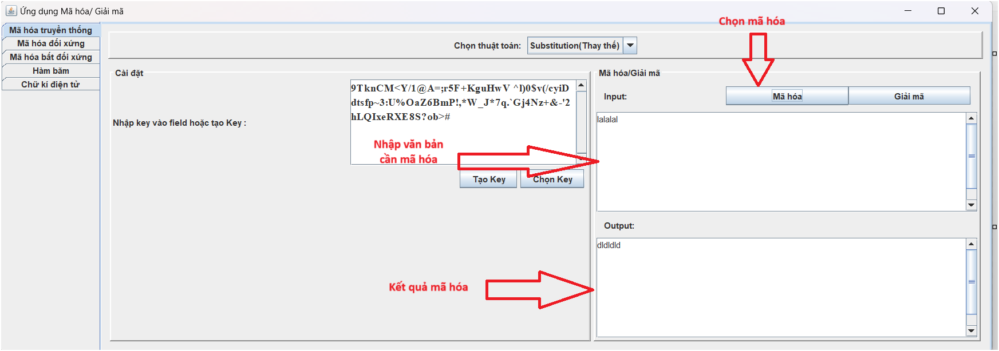 Ứng dụng Mã hóa/ Giải mã
Chọn mã hóa
Mã hóa truyền thống
Mã hóa đối xứng
Mã hóa bất đối xứng
Hàm băm
Chữ kí điện tử
Chọn thuật toán:
Substitution(Thay thế)
Cài đặt
Nhập key vào field hoặc tạo Key :
9TknCM<Y/1@A=;r5F+KguHwV ^l)0$v(/cyiD
dtsfp~3:U%OaZ6BmP!,*W_J*7q.`Gj4Nz+&-'2
hLQIxeRXE8S?ob>#
Nhập văn bản
cần mã hóa
Tạo Key
Chọn Key
Kết quả mã hóa
Mã hóa/Giải mã
Input:
Mã hóa
Giải mã
lalalal
Output:
dldldld